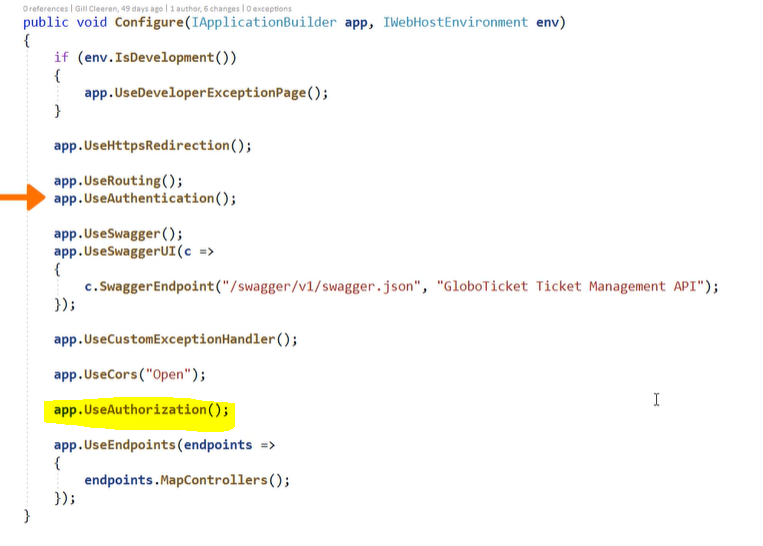 0 references | Gill Cleeren, 49 days ago | 1 author, 6 changes | 0 exceptions
public void Configure(IApplicationBuilder app, IWebHostEnvironment env)
{
if (env.IsDevelopment())
{
app.UseDeveloperExceptionPage();
}
app.UseHttpsRedirection();
app.UseRouting();
app.UseAuthentication();
app.UseSwagger();
app.UseSwaggerUI(c =>
{
c.SwaggerEndpoint("/swagger/v1/swagger.json", "GloboTicket Ticket Management API");
});
app.UseCustomExceptionHandler();
app.UseCors("Open");
app.UseAuthorization();
app.UseEndpoints(endpoints =>
{
endpoints.MapControllers();
});
}